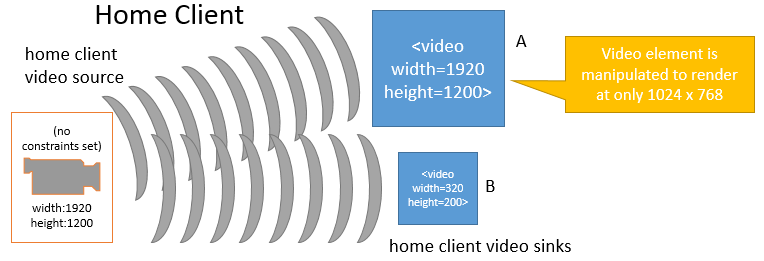 Home Client
home client
video source
(no
constraints set)
width:1920
height:1200
<video
width=1920
height=1200>
A
Video element is
manipulated to render
at only 1024 x 768
<video
width=320
height=200>
B
home client video sinks